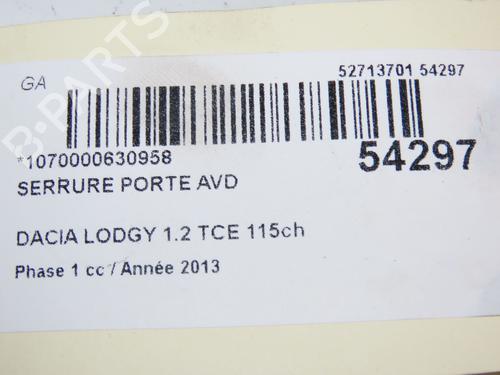 GA
52713701 54297
*1070000630958
54297
SERRURE PORTE AVD
DACIA LODGY 1.2 TCE 115ch
Phase 1 cc / Année 2013
B-PARTS